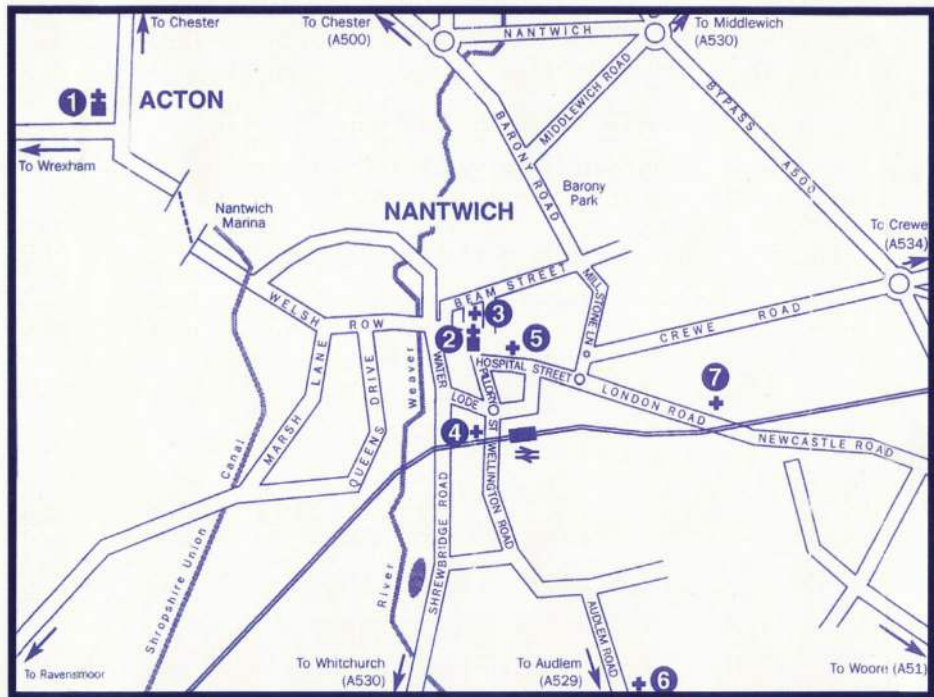 To Chester
To Chester
(A500)
NANTWICH
To Middlewich
(A530)
1
ACTON
To Wrexham
MIDDLEWICH ROAD
BYPASS A500
BARONY ROAD
Barony
Park
Nantwich
Marina
NANTWICH
To Crewe
(A534)
BEAM STREET
MILLSTONE LN
CREWE ROAD
WELSH ROW
3
2
5
HOSPITAL STREET
7
LONDON ROAD
NEWCASTLE ROAD
MARSH LANE
QUEENS DRIVE
River Weaver
WATER LODE
PILLORY ST
4
WELLINGTON ROAD
SHREWBRIDGE ROAD
Shropshire Union Canal
AUDLEM ROAD
To Ravensmoor
To Whitchurch
(A530)
To Audlem
(A529)
6
To Woore (A51)